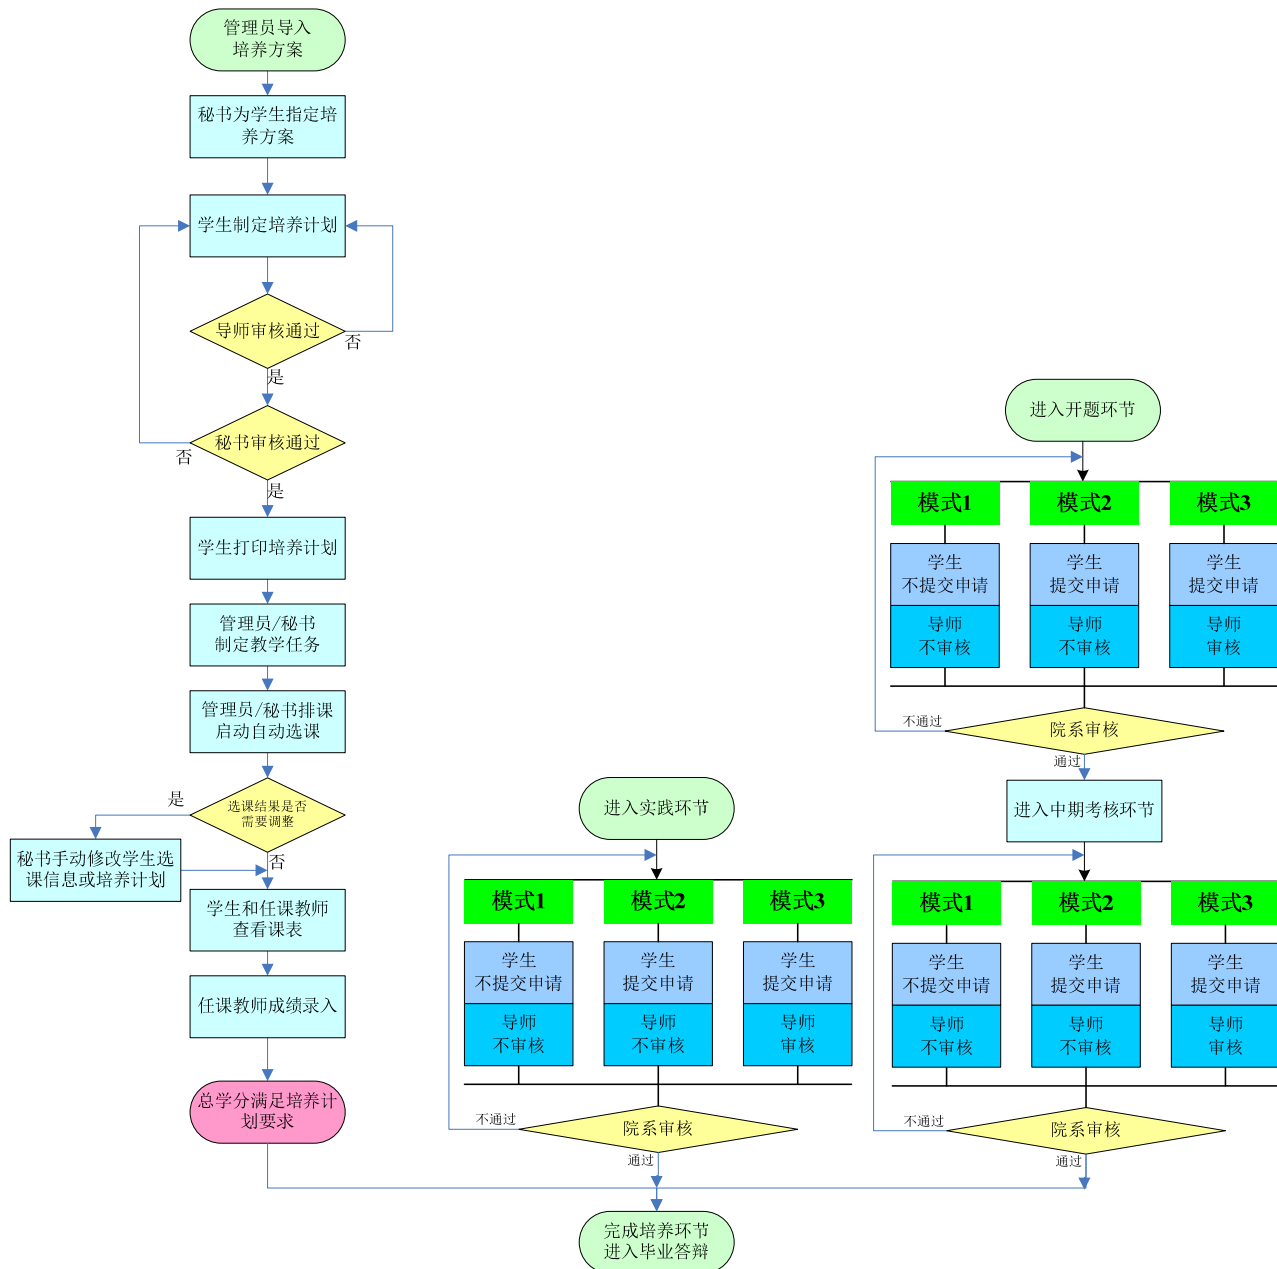 管理员导入
培养方案
秘书为学生指定培
养方案
学生制定培养计划
导师审核通过
否
是
秘书审核通过
否
是
学生打印培养计划
管理员/秘书
制定教学任务
管理员/秘书排课
启动自动选课
选课结果是否
需要调整
是
否
秘书手动修改学生选
课信息或培养计划
学生和任课教师
查看课表
任课教师成绩录入
总学分满足培养计
划要求
进入实践环节
模式1
模式2
模式3
学生
不提交申请
学生
提交申请
学生
提交申请
导师
不审核
导师
不审核
导师
审核
不通过
院系审核
通过
进入开题环节
模式1
模式2
模式3
学生
不提交申请
学生
提交申请
学生
提交申请
导师
不审核
导师
不审核
导师
审核
不通过
院系审核
通过
进入中期考核环节
模式1
模式2
模式3
学生
不提交申请
学生
提交申请
学生
提交申请
导师
不审核
导师
不审核
导师
审核
不通过
院系审核
通过
完成培养环节
进入毕业答辩